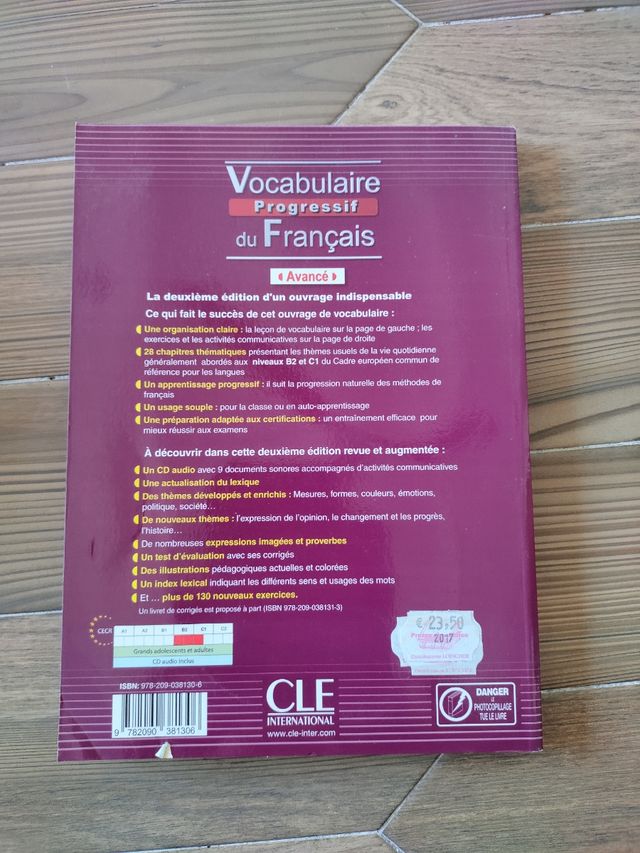 Vocabulaire
Progressif
du Français
Avancé
La deuxième édition d'un ouvrage indispensable
Ce qui fait le succès de cet ouvrage de vocabulaire :
Une organisation claire : la leçon de vocabulaire sur la page de gauche ; les
exercices et les activités communicatives sur la page de droite
28 chapitres thématiques présentant les thèmes usuels de la vie quotidienne
généralement abordés aux niveaux B2 et C1 du Cadre européen commun de
référence pour les langues
Un apprentissage progressif : il suit la progression naturelle des méthodes de
français
Un usage souple : pour la classe ou en auto-apprentissage
Une préparation adaptée aux certifications : un entraînement efficace pour
mieux réussir aux examens
À découvrir dans cette deuxième édition revue et augmentée :
Un CD audio avec 9 documents sonores accompagnés d'activités communicatives
Une actualisation du lexique
Des thèmes développés et enrichis : Mesures, formes, couleurs, émotions,
politique, société...
De nouveaux thèmes : l'expression de l'opinion, le changement et les progrès,
l'histoire...
De nombreuses expressions imagées et proverbes
Un test d'évaluation avec ses corrigés
Des illustrations pédagogiques actuelles et colorées
Un index lexical indiquant les différents sens et usages des mots
Et ... plus de 130 nouveaux exercices.
Un livret de corrigés est proposé à part (ISBN 978-209-038131-3)
€ 23,50
2017
CECR
A1 A2 B1 B2 C1 C2
Grands adolescents et adultes
CD audio inclus
ISBN: 978-209-038130-6
9 782090 381306
CLE
INTERNATIONAL
www.cle-inter.com
DANGER
LE
PHOTOCOPILLAGE
TUE LE LIVRE